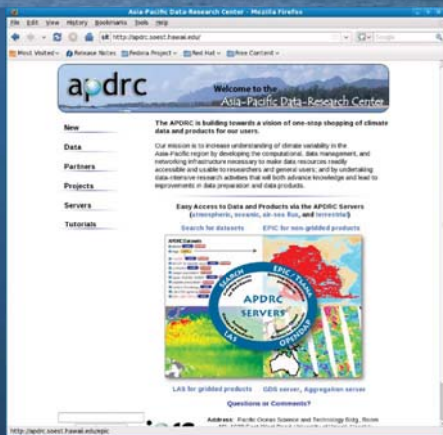 Asia-Pacific Data-Research Center - Mozilla Firefox
File Edit View History Bookmarks Tools Help
http://apdrc.soest.hawaii.edu/
Most Visited Release Notes Fedora Project Red Hat Free Content
apdrc
Welcome to the
Asia-Pacific Data-Research Center
New
Data
Partners
Projects
Servers
Tutorials
The APDRC is building towards a vision of one-stop shopping of climate
data and products for our users.
Our mission is to increase understanding of climate variability in the
Asia-Pacific region by developing the computational, data management, and
networking infrastructure necessary to make data resources readily
accessible and usable to researchers and general users; and by undertaking
data-intensive research activities that will both advance knowledge and lead to
improvements in data preparation and data products.
Easy Access to Data and Products via the APDRC Servers
(atmospheric, oceanic, air-sea flux, and terrestrial)
Search for datasets EPIC for non-gridded products
APDRC Datasets
SEARCH
EPIC / TSANA
APDRC
SERVERS
LAS
OPENDAP
LAS for gridded products GDS server, Aggregation server
Questions or Comments?
Address: Pacific Ocean Science and Technology Bldg., Room
http://apdrc.soest.hawaii.edu/epic